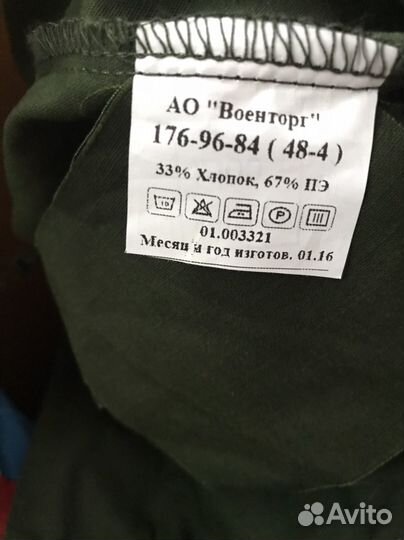 АО "Военторг"
176-96-84 ( 48-4 )
33% Хлопок, 67% ПЭ
P
01.003321
Месяц и год изготов. 01.16
Avito